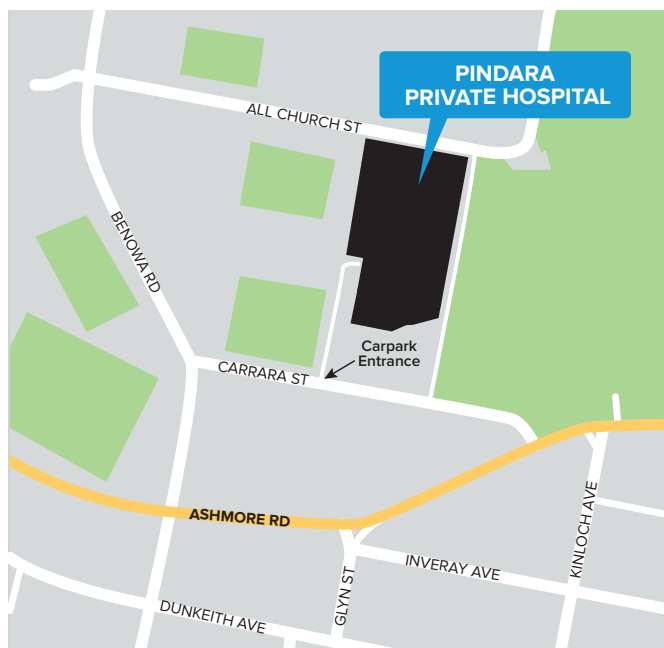 PINDARA
PRIVATE HOSPITAL
ALL CHURCH ST
BENOWA RD
Carpark
Entrance
CARRARA ST
ASHMORE RD
KINLOCH AVE
INVERAY AVE
GLYN ST
DUNKEITH AVE